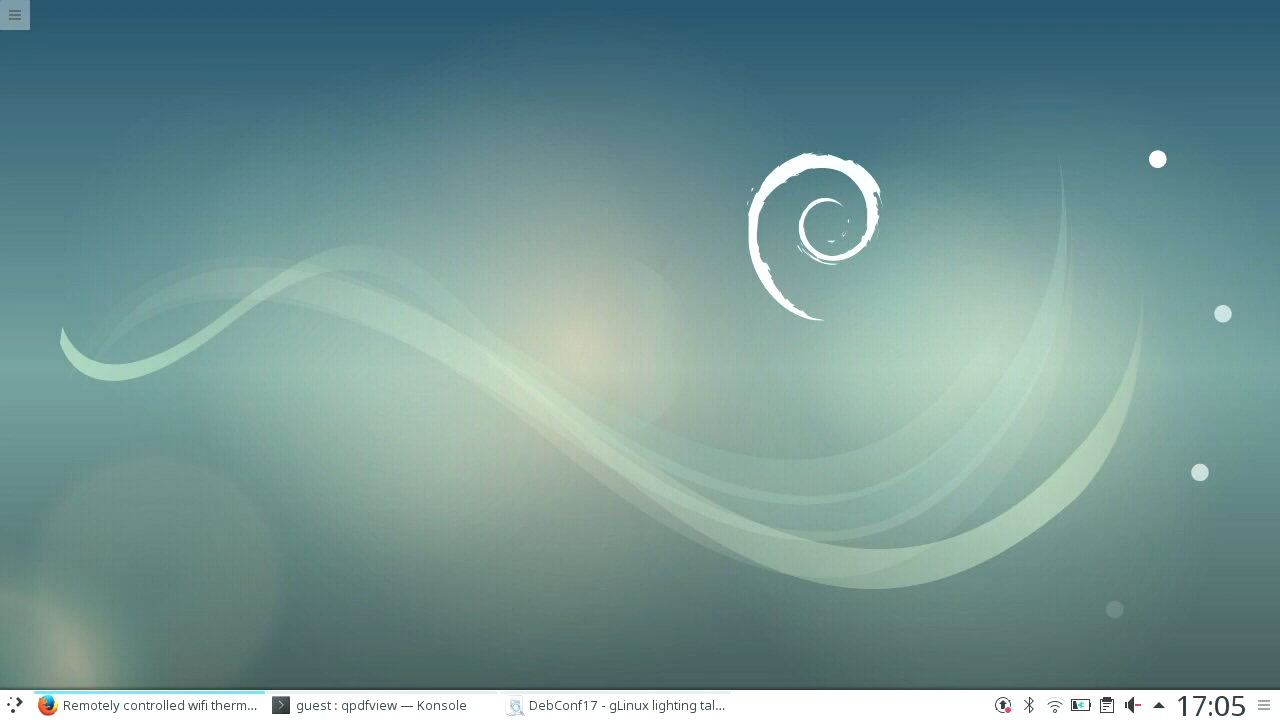 Remotely controlled wifi therm...
guest : qpdfview — Konsole
DebConf17 - gLinux lighting tal...
17:05